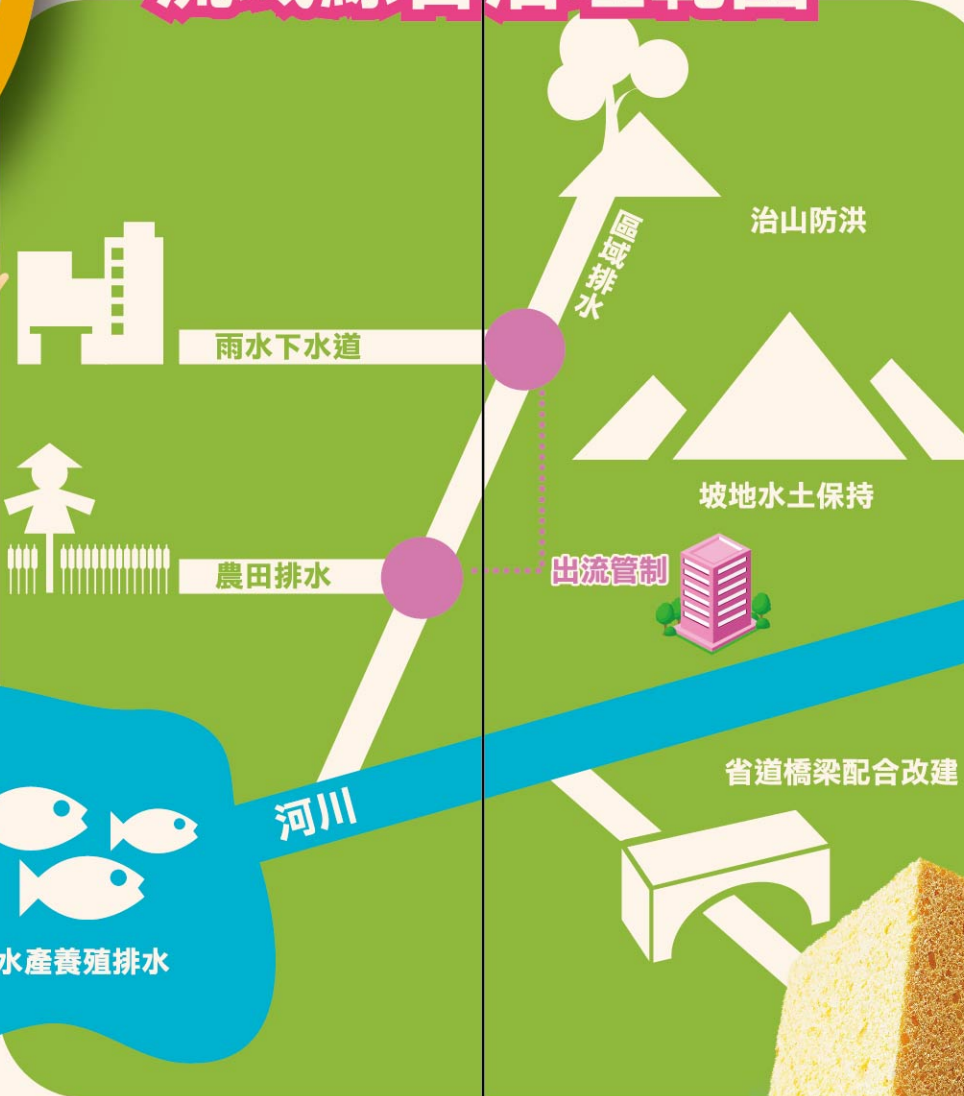 治山防洪
區域排水
雨水下水道
坡地水土保持
農田排水
出流管制
省道橋梁配合改建
河川
水產養殖排水